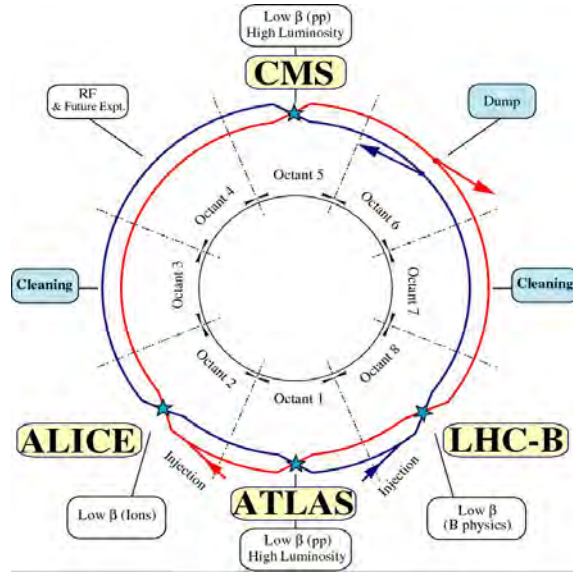 Low β (pp)
High Luminosity
CMS
RF
& Future Expt.
Dump
Octant 5
Octant 4
Octant 6
Cleaning
Octant 3
Octant 7
Cleaning
Octant 2
Octant 8
Octant 1
ALICE
LHC-B
Injection
Injection
ATLAS
Low β (Ions)
Low β
(B physics)
Low β (pp)
High Luminosity